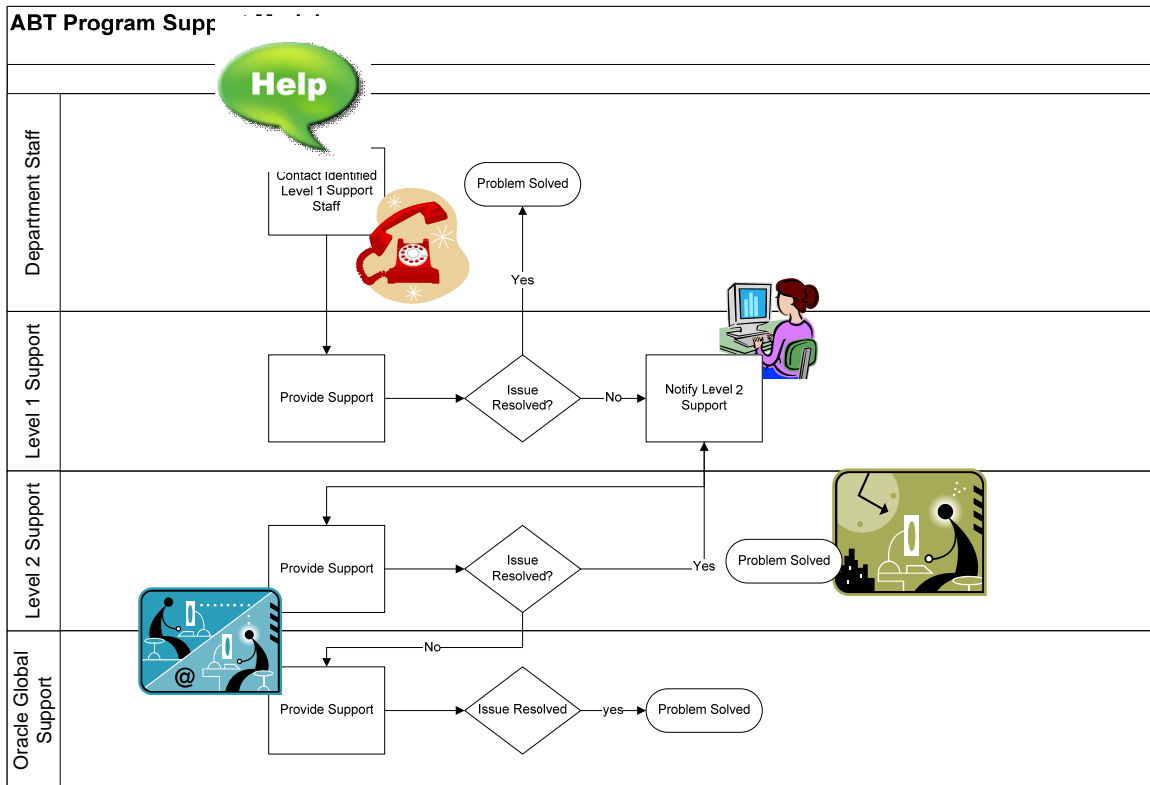 ABT Program
Help
Department Staff
Contact Identified
Level 1 Support
Staff
Problem Solved
Yes
Level 1 Support
Provide Support
Issue
Resolved?
No
Notify Level 2
Support
Level 2 Support
Provide Support
Issue
Resolved?
Yes
Problem Solved
@
No
Oracle Global
Support
Provide Support
Issue Resolved
yes
Problem Solved